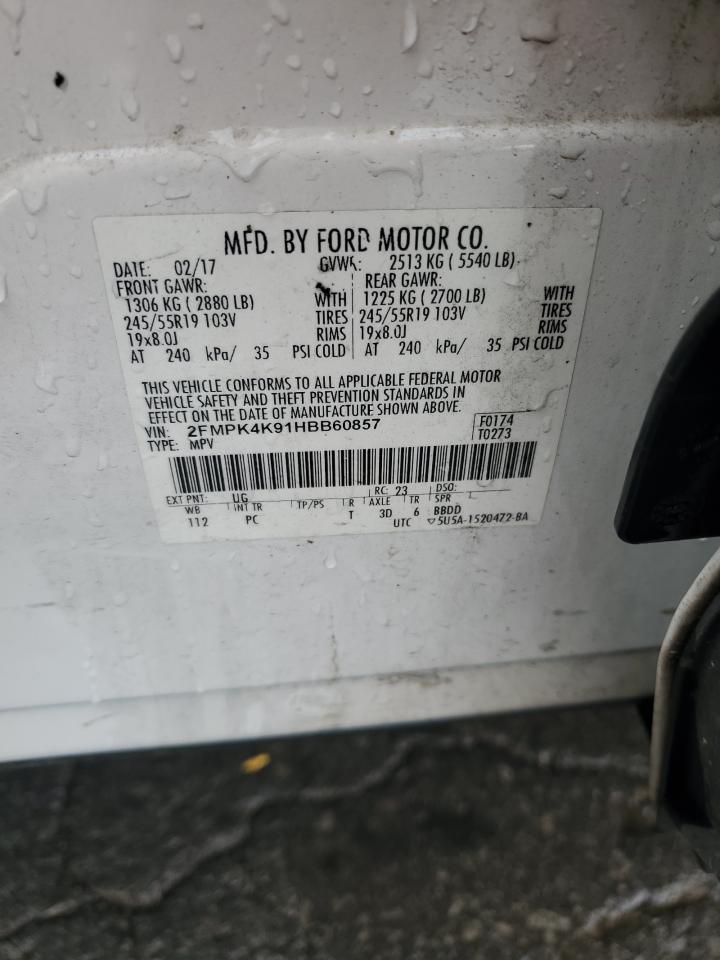 MFD. BY FORD MOTOR CO.
DATE: 02/17 GVWR: 2513 KG ( 5540 LB)
FRONT GAWR: REAR GAWR:
1306 KG ( 2880 LB) WITH 1225 KG ( 2700 LB) WITH
245/55R19 103V TIRES 245/55R19 103V TIRES
19x8.0J RIMS 19x8.0J RIMS
AT 240 kPa/ 35 PSI COLD AT 240 kPa/ 35 PSI COLD
THIS VEHICLE CONFORMS TO ALL APPLICABLE FEDERAL MOTOR
VEHICLE SAFETY AND THEFT PREVENTION STANDARDS IN
EFFECT ON THE DATE OF MANUFACTURE SHOWN ABOVE.
VIN: 2FMPK4K91HBB60857 F0174
TYPE: MPV T0273
EXT PNT: UG RC: 23 DSO:
WB INT TR TP/PS R AXLE TR SPR
112 PC T 3D 6 BBDD
UTC ▽5U5A-1520472-BA